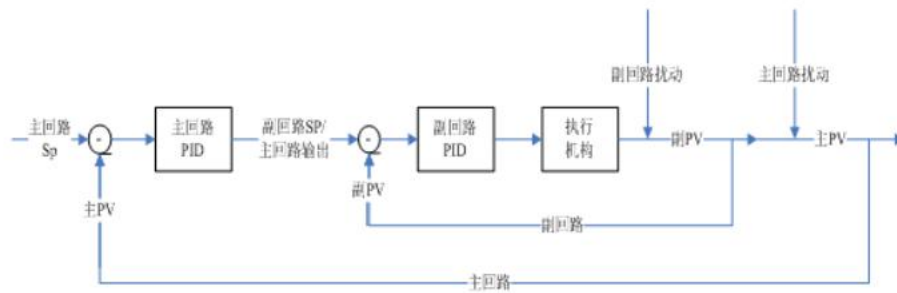 副回路扰动
主回路扰动
主回路
Sp
-
主回路
PID
副回路SP/
主回路输出
-
副回路
PID
执行
机构
副PV
主PV
主PV
副PV
副回路
主回路